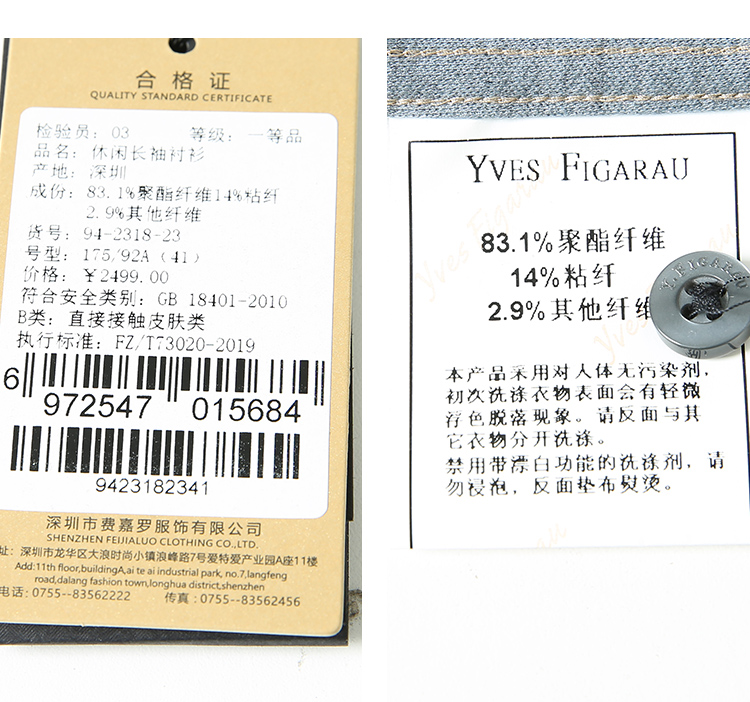 合格证
QUALITY STANDARD CERTIFICATE
检验员：03 等级：一等品
品名：休闲长袖衬衫
产地：深圳
成份：83.1%聚酯纤维14%粘纤
2.9%其他纤维
货号：94-2318-23
号型：175/92A（41）
价格：￥2499.00
符合安全类别：GB 18401-2010
B类：直接接触皮肤类
执行标准：FZ/T73020-2019
6 972547 015684
9423182341
深圳市费嘉罗服饰有限公司
SHENZHEN FEIJIALUO CLOTHING CO.,LTD.
址：深圳市龙华区大浪时尚小镇浪峰路7号爱特爱产业园A座11楼
Add:11th floor,buildingA,ai te ai industrial park, no.7,langfeng
road,dalang fashion town,longhua district,shenzhen
电话：0755--83562222 传真：0755--83562456
YVES FIGARAU
83.1%聚酯纤维
14%粘纤
2.9%其他纤维
本产品采用对人体无污染剂，
初次洗涤衣物表面会有轻微
浮色脱落现象。请反面与其
它衣物分开洗涤。
禁用带漂白功能的洗涤剂，请
勿浸泡，反面垫布熨烫。
Yves Figarau